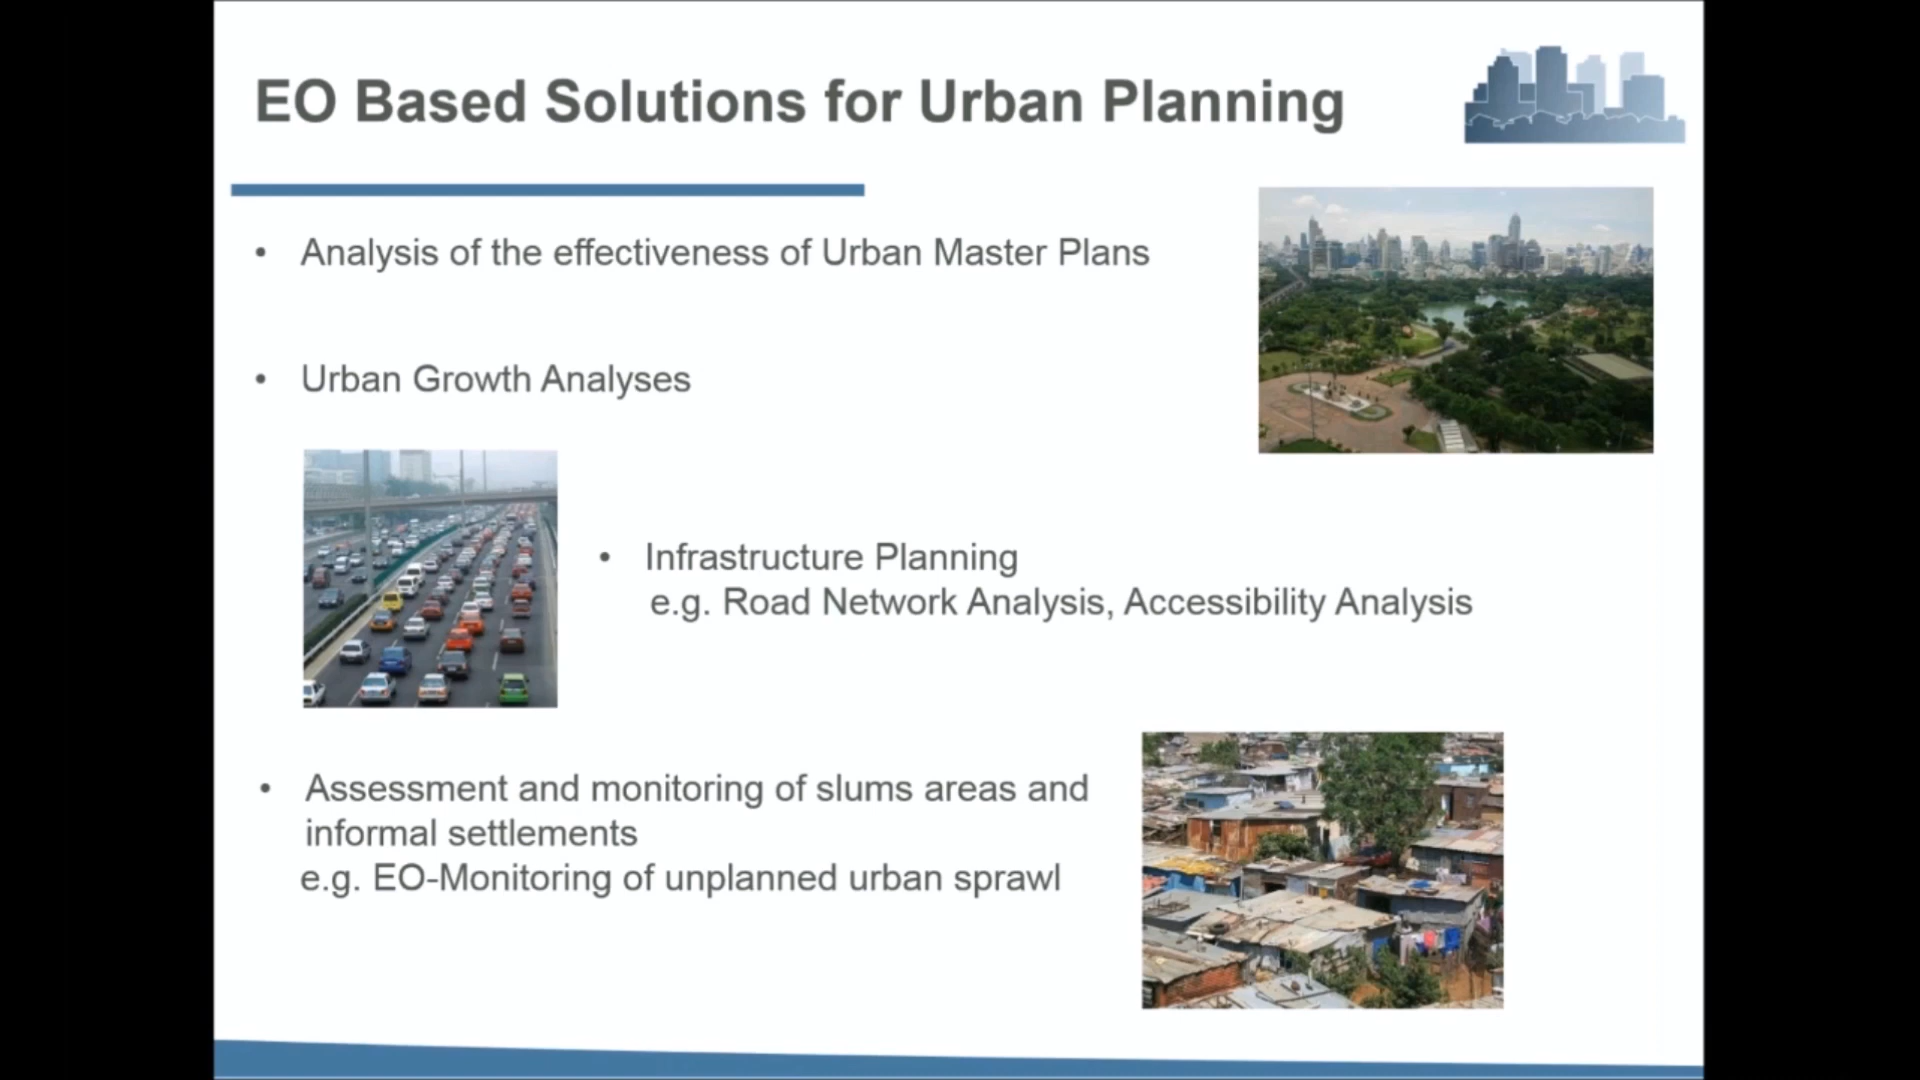 EO Based Solutions for Urban Planning
• Analysis of the effectiveness of Urban Master Plans
• Urban Growth Analyses
• Infrastructure Planning
e.g. Road Network Analysis, Accessibility Analysis
• Assessment and monitoring of slums areas and
informal settlements
e.g. EO-Monitoring of unplanned urban sprawl